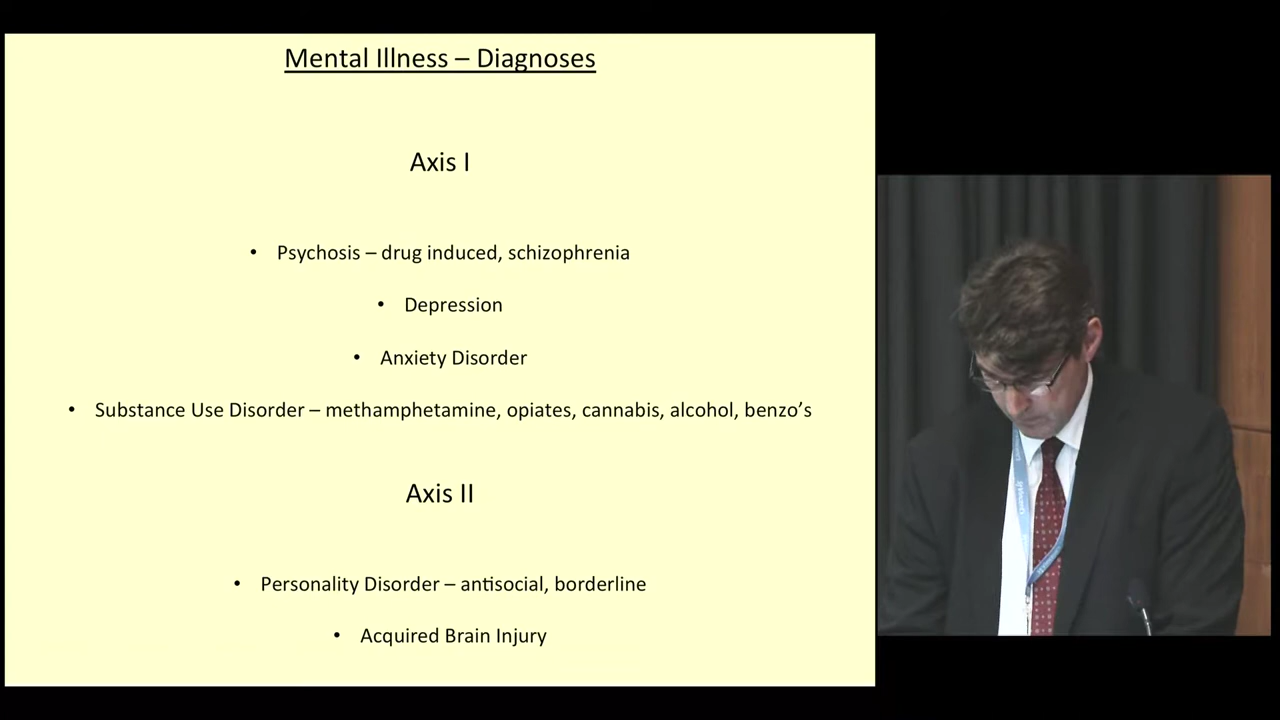 Mental Illness – Diagnoses
Axis I
• Psychosis – drug induced, schizophrenia
• Depression
• Anxiety Disorder
• Substance Use Disorder – methamphetamine, opiates, cannabis, alcohol, benzo’s
Axis II
• Personality Disorder – antisocial, borderline
• Acquired Brain Injury